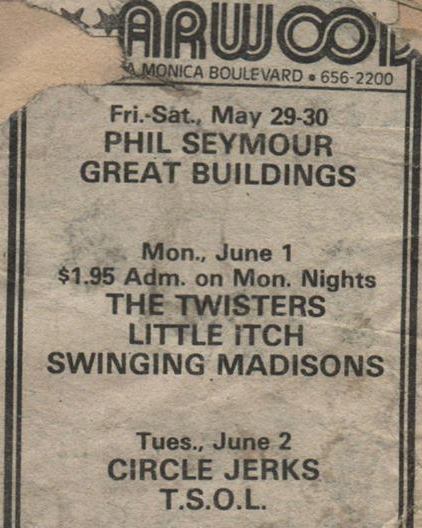 ARWOOD
A MONICA BOULEVARD • 656-2200
Fri.-Sat., May 29-30
PHIL SEYMOUR
GREAT BUILDINGS
Mon., June 1
$1.95 Adm. on Mon. Nights
THE TWISTERS
LITTLE ITCH
SWINGING MADISONS
Tues., June 2
CIRCLE JERKS
T.S.O.L.